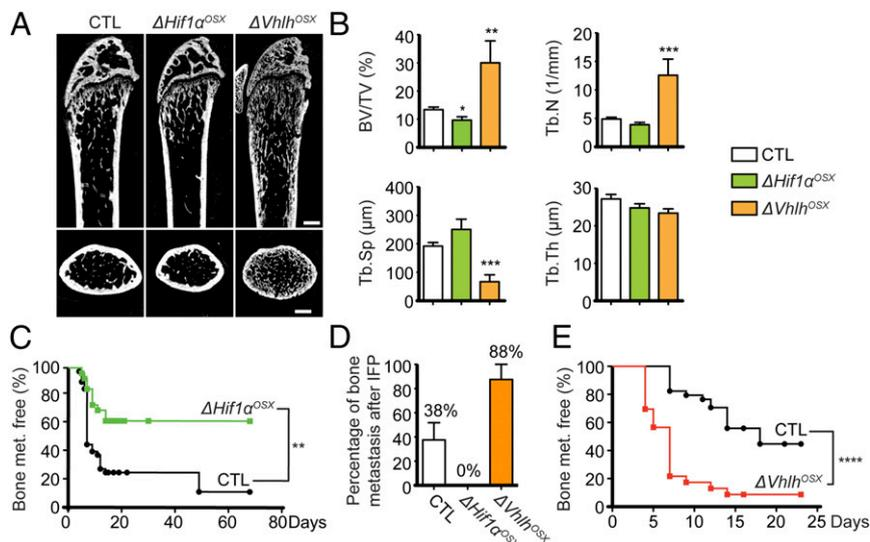 A
CTL
ΔHif1α^OSX
ΔVhlh^OSX
B
BV/TV (%)
40
30
20
10
0
*
**
Tb.N (1/mm)
20
15
10
5
0
***
CTL
ΔHif1α^OSX
ΔVhlh^OSX
Tb.Sp (µm)
400
300
200
100
0
***
Tb.Th (µm)
30
20
10
0
C
Bone met. free (%)
100
80
60
40
20
0
0 20 40 60 80 Days
ΔHif1α^OSX
CTL
**
D
Percentage of bone
metastasis after IFP
100
80
60
40
20
0
38%
0%
88%
CTL
ΔHif1α^OSX
ΔVhlh^OSX
E
Bone met. free (%)
100
80
60
40
20
0
0 5 10 15 20 25 Days
CTL
ΔVhlh^OSX
****